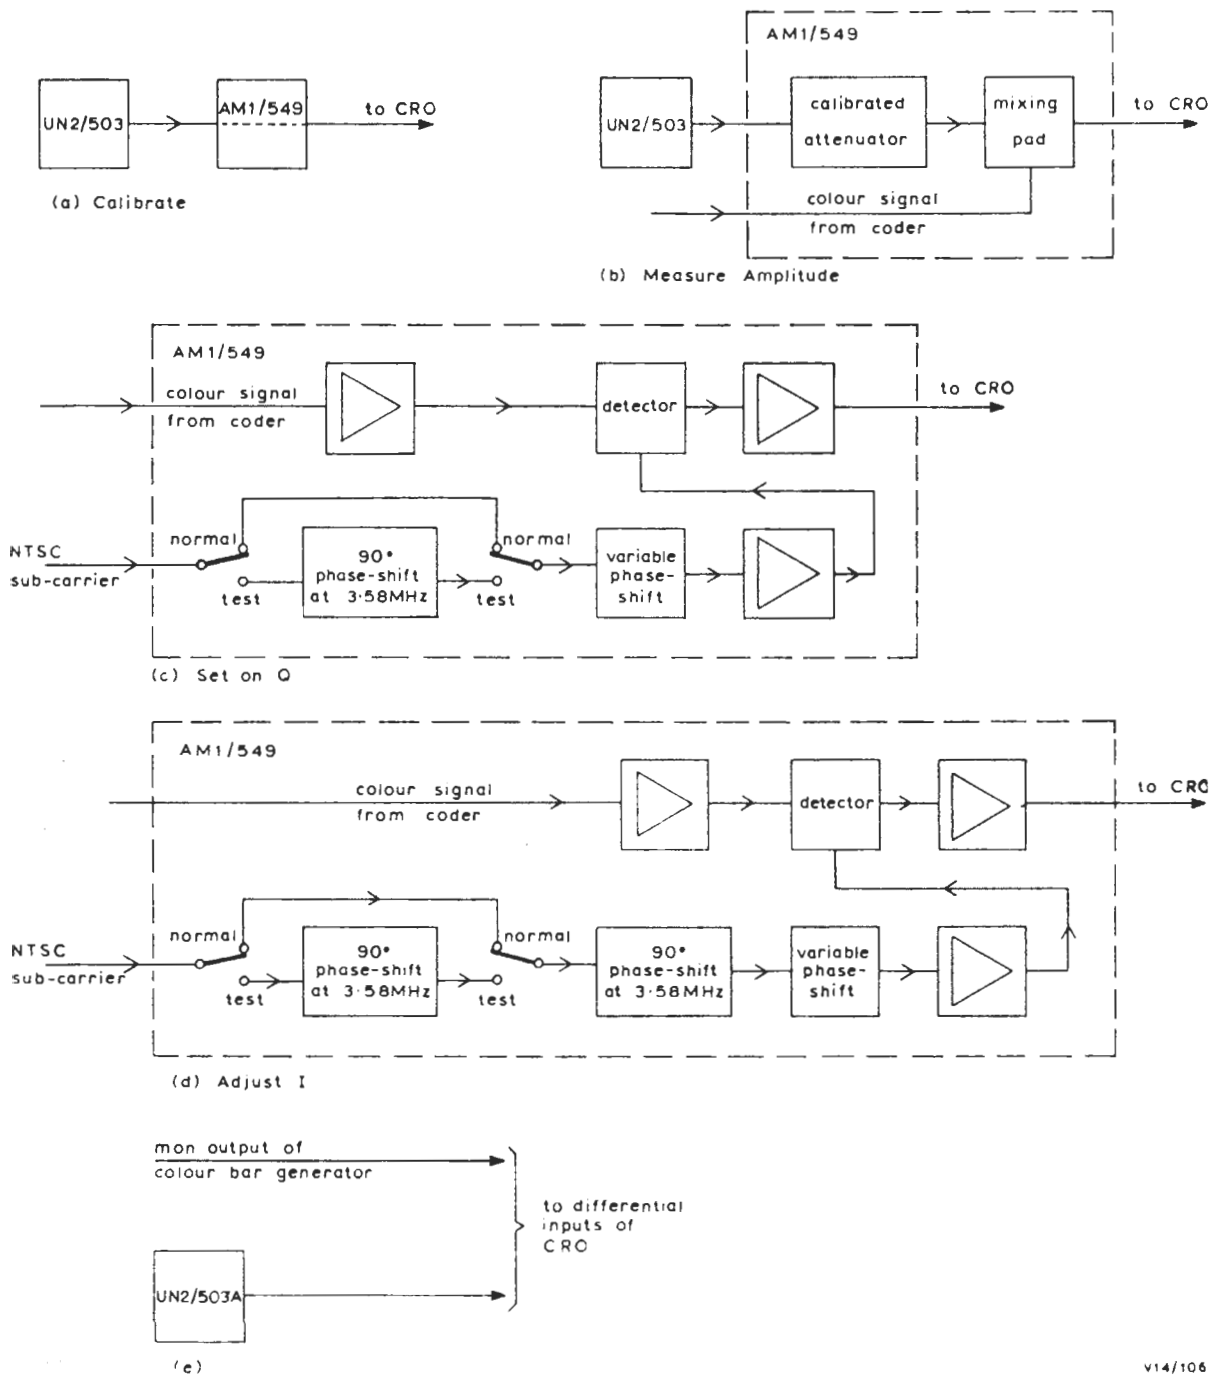 UN2/503
AM1/549
to CRO
(a) Calibrate
AM1/549
UN2/503
calibrated
attenuator
mixing
pad
to CRO
colour signal
from coder
(b) Measure Amplitude
AM1/549
colour signal
from coder
detector
to CRO
NTSC
sub-carrier
normal
test
90°
phase-shift
at 3·58MHz
normal
test
variable
phase-
shift
(c) Set on Q
AM1/549
colour signal
from coder
detector
to CRO
NTSC
sub-carrier
normal
test
90°
phase-shift
at 3·58MHz
normal
test
90°
phase-shift
at 3·58MHz
variable
phase-
shift
(d) Adjust I
mon output of
colour bar generator
to differential
inputs of
CRO
UN2/503A
(e)
V14/106